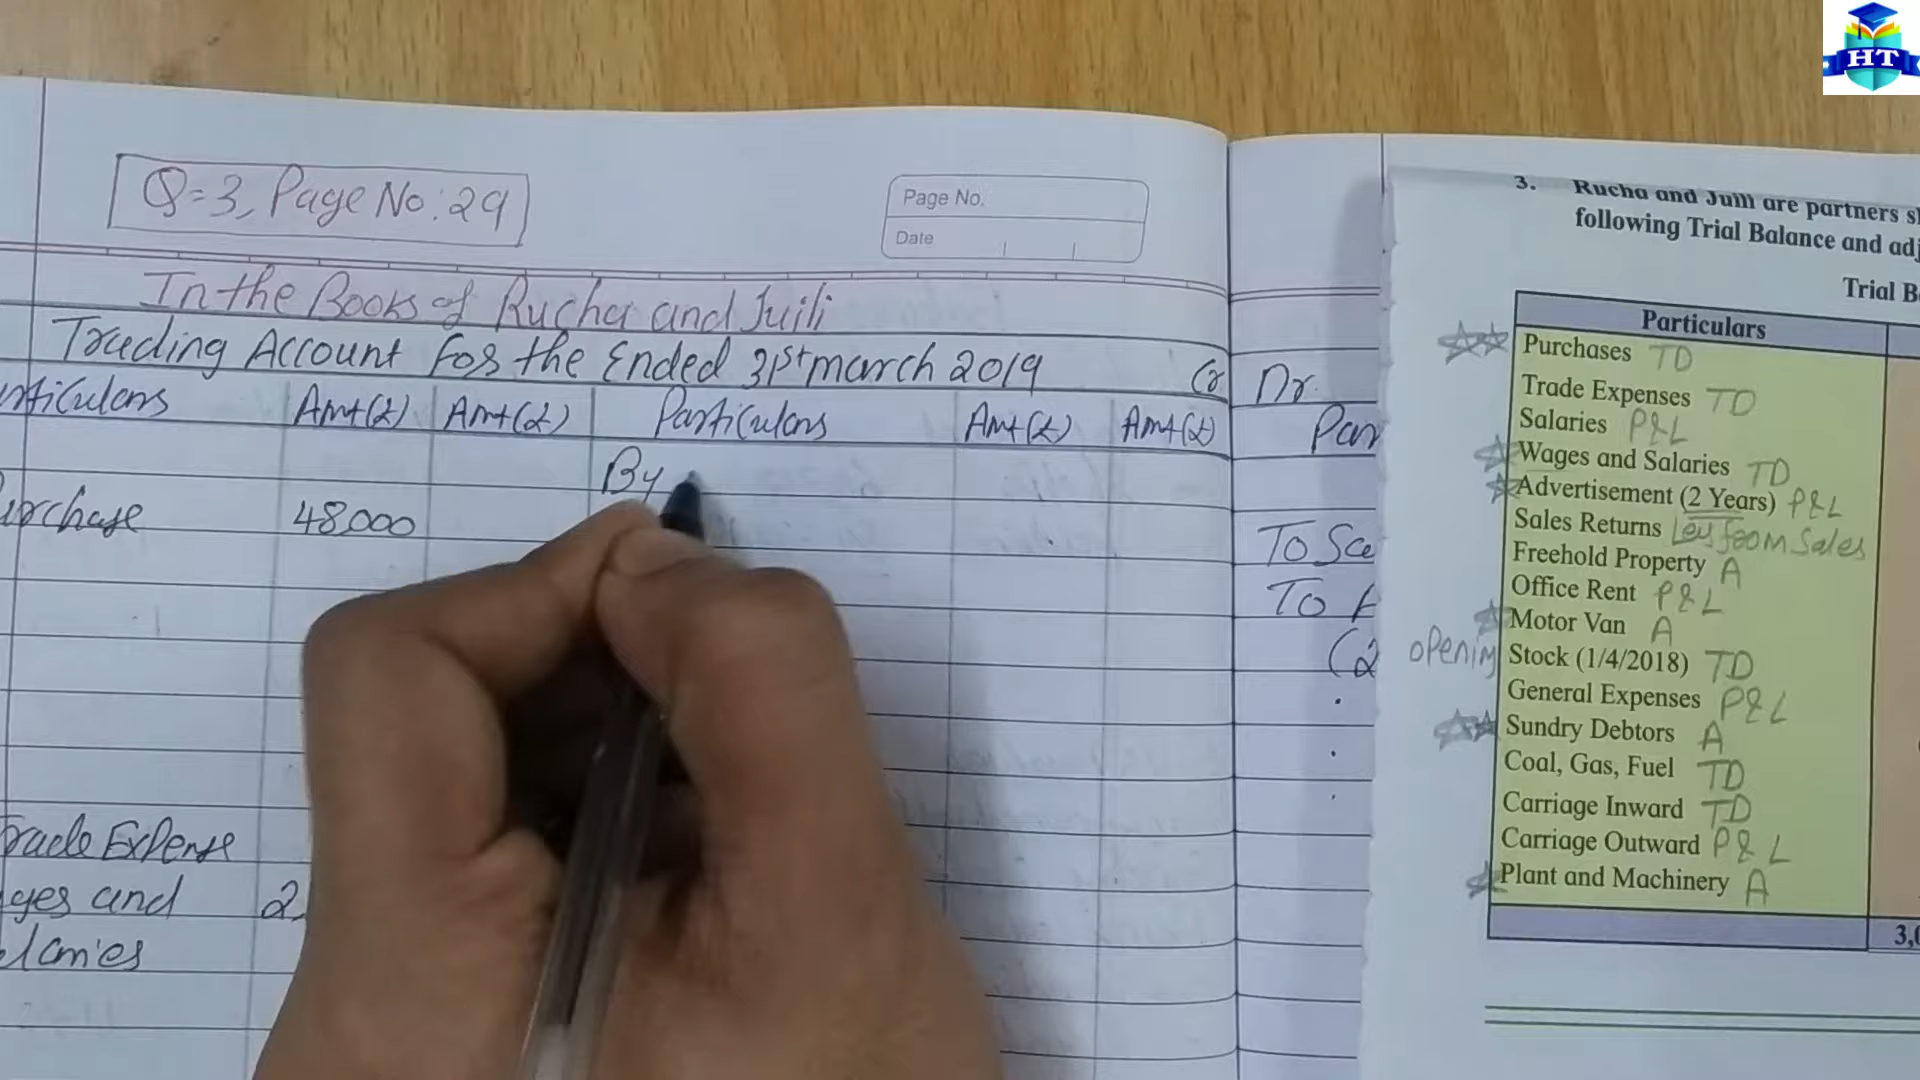 HT
Q=3, Page No: 29
Page No.
Date
In the Books of Rucha and Juili
Trading Account For the Ended 31st march 2019
Cr
Amt(₹) Amt(₹) Particulars Amt(₹) Amt(₹)
By
48,000
Trade Expense
and
2
Dr.
To
To
(2
3. Rucha and Juili are partners
following Trial Balance and
Trial
Particulars
Purchases TD
Trade Expenses TD
Salaries P&L
Wages and Salaries TD
Advertisement (2 Years) P&L
Sales Returns Less from Sales
Freehold Property A
Office Rent P&L
Motor Van A
opening Stock (1/4/2018) TD
General Expenses P&L
Sundry Debtors A
Coal, Gas, Fuel TD
Carriage Inward TD
Carriage Outward P&L
Plant and Machinery A